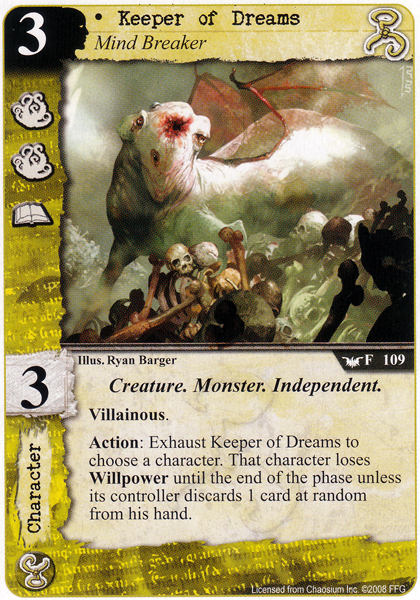 3
• Keeper of Dreams
Mind Breaker
Illus. Ryan Barger
F 109
3
Creature. Monster. Independent.
Villainous.
Action: Exhaust Keeper of Dreams to
choose a character. That character loses
Willpower until the end of the phase unless
its controller discards 1 card at random
from his hand.
Character
Licensed from Chaosium Inc. ©2008 FFG